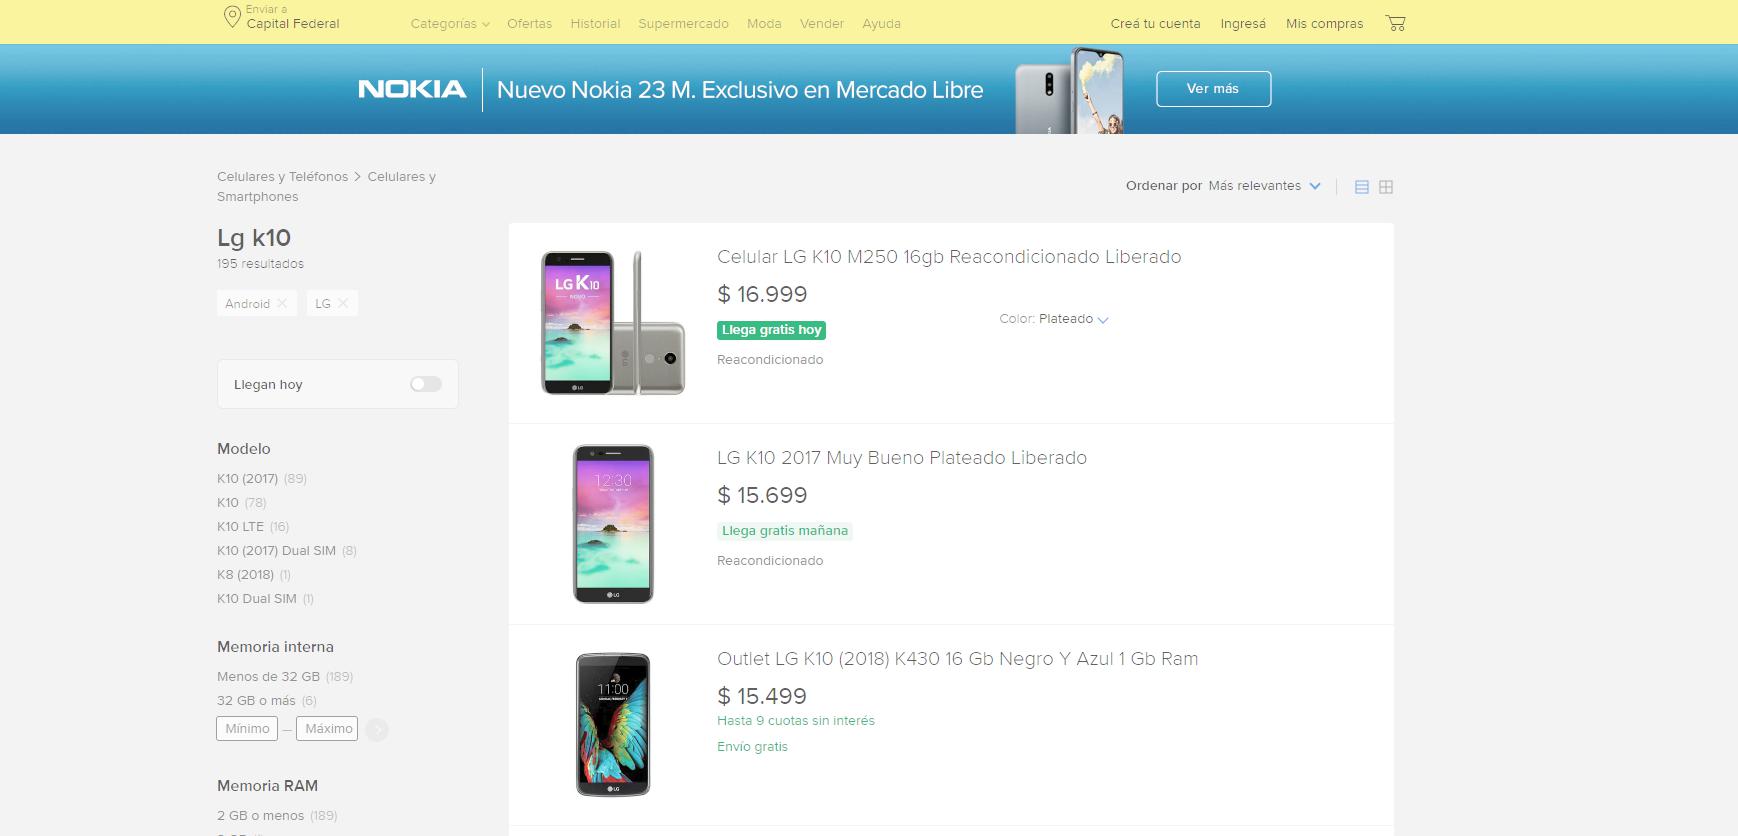 Enviar a
Capital Federal
Categorías
Ofertas
Historial
Supermercado
Moda
Vender
Ayuda
Creá tu cuenta
Ingresá
Mis compras
NOKIA
Nuevo Nokia 23 M. Exclusivo en Mercado Libre
Ver más
Celulares y Teléfonos > Celulares y
Smartphones
Lg k10
195 resultados
Android
LG
Llegan hoy
Modelo
K10 (2017) (89)
K10 (78)
K10 LTE (16)
K10 (2017) Dual SIM (8)
K8 (2018) (1)
K10 Dual SIM (1)
Memoria interna
Menos de 32 GB (189)
32 GB o más (6)
Mínimo — Máximo
Memoria RAM
2 GB o menos (189)
Ordenar por Más relevantes
LG K10
NOVO
LG
Celular LG K10 M250 16gb Reacondicionado Liberado
$ 16.999
Llega gratis hoy
Color: Plateado
Reacondicionado
12:30
LG
LG K10 2017 Muy Bueno Plateado Liberado
$ 15.699
Llega gratis mañana
Reacondicionado
11:00
LG
Outlet LG K10 (2018) K430 16 Gb Negro Y Azul 1 Gb Ram
$ 15.499
Hasta 9 cuotas sin interés
Envío gratis